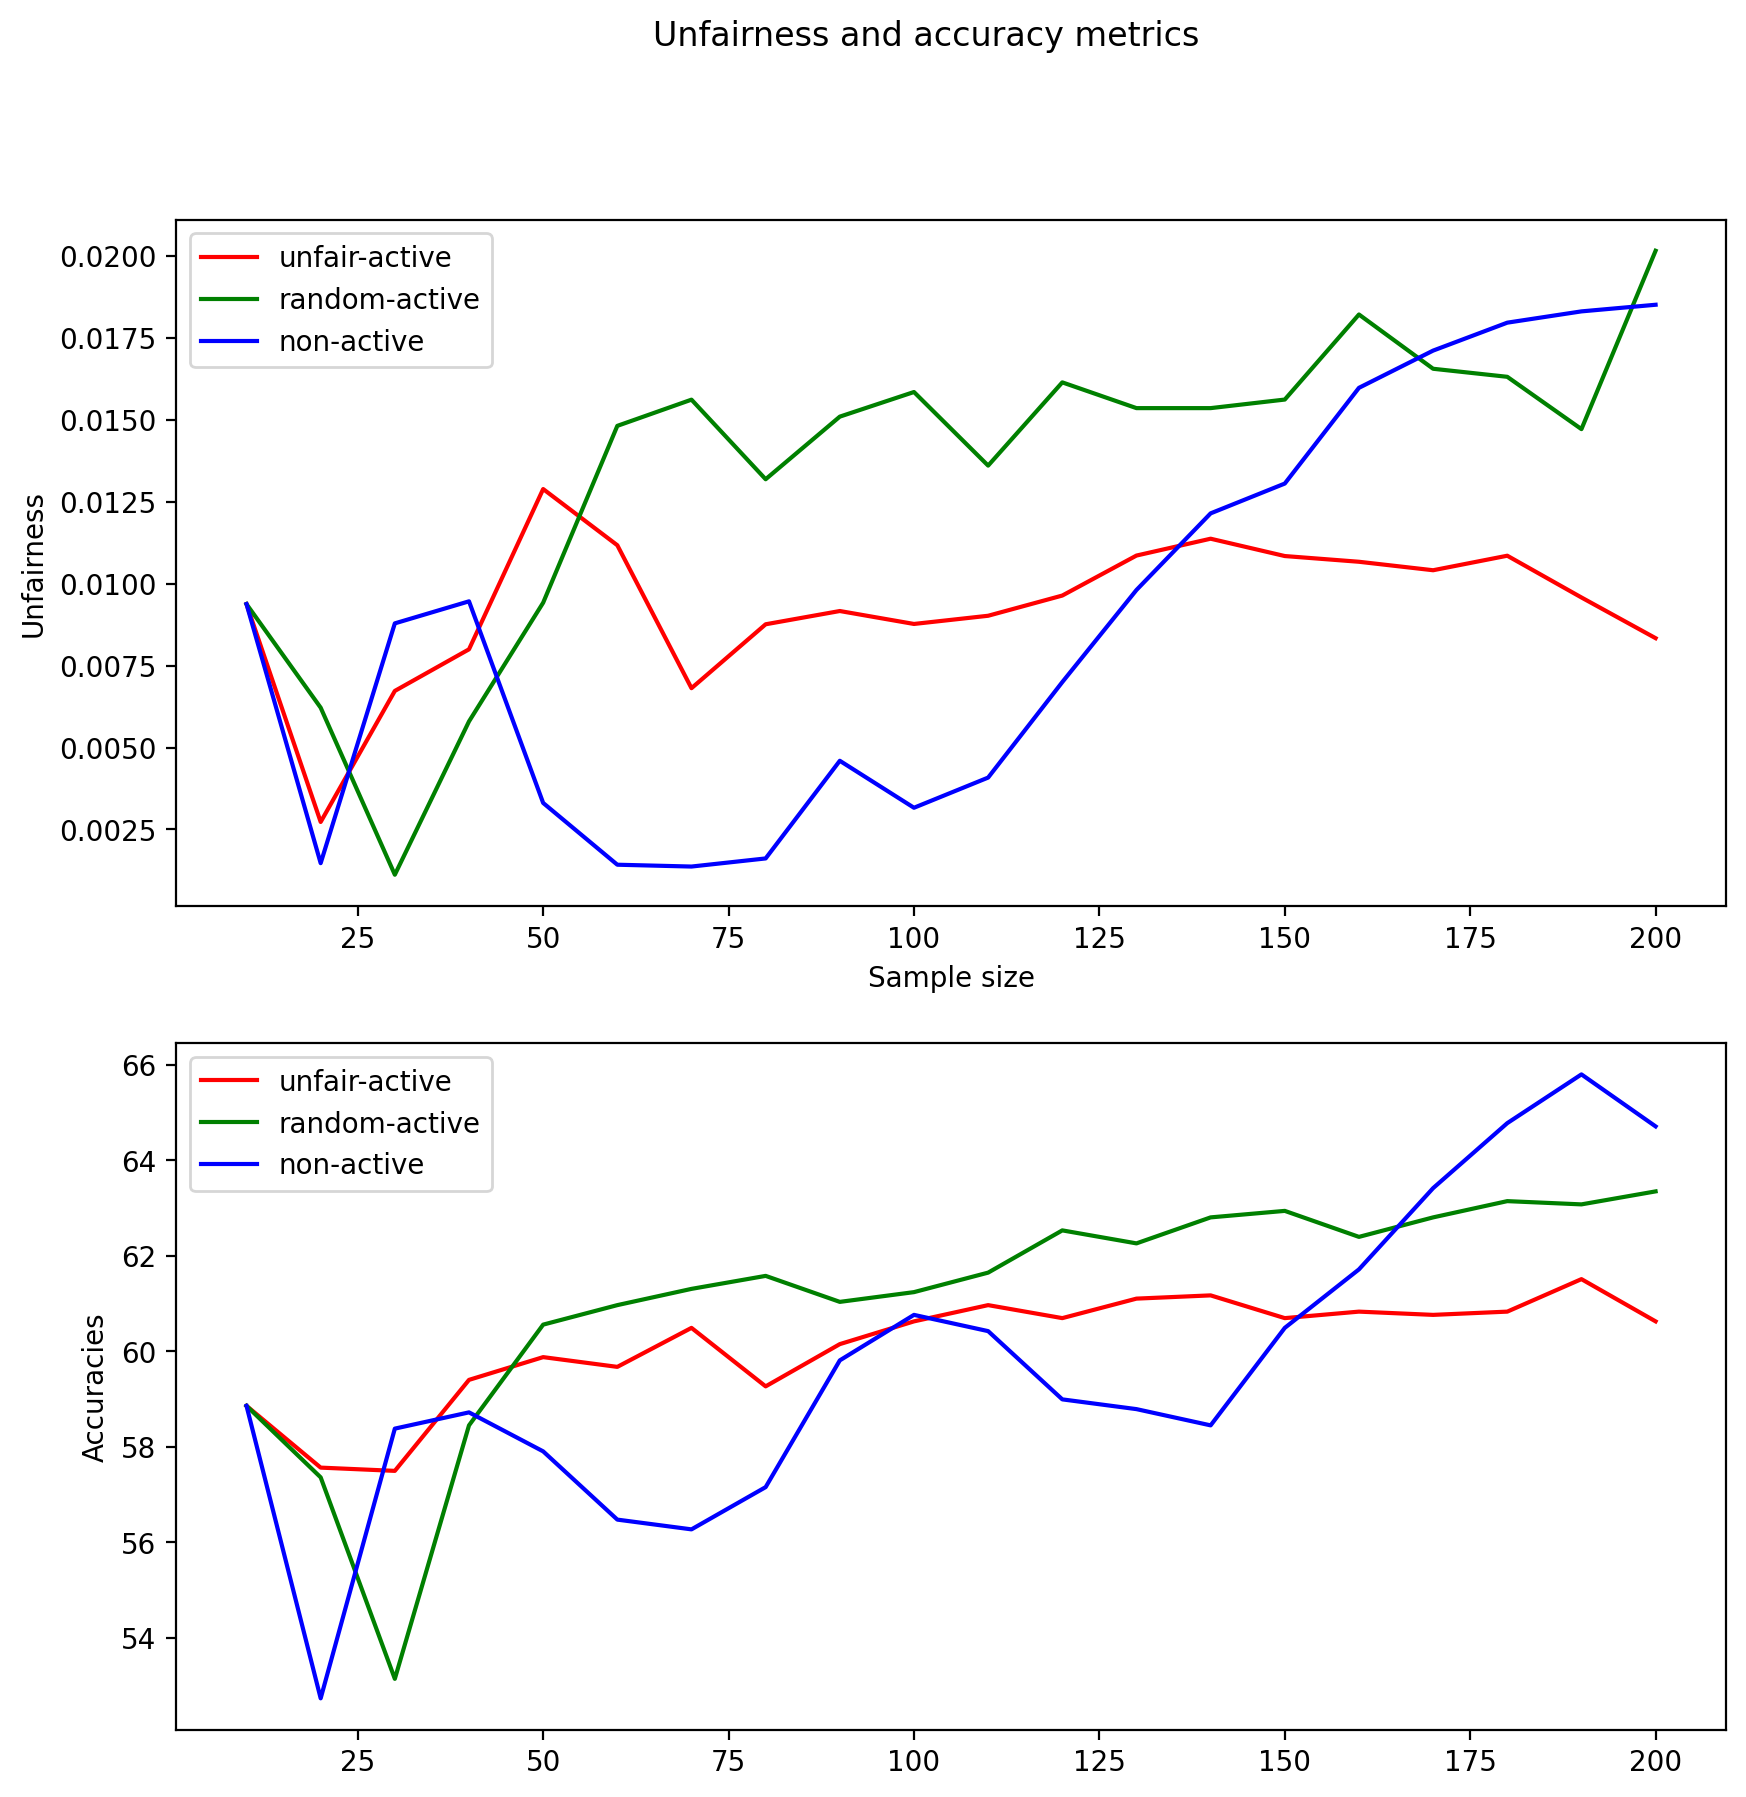 Unfairness and accuracy metrics
unfair-active
random-active
non-active
0.0200
0.0175
0.0150
0.0125
0.0100
0.0075
0.0050
0.0025
Unfairness
25 50 75 100 125 150 175 200
Sample size
unfair-active
random-active
non-active
66
64
62
60
58
56
54
Accuracies
25 50 75 100 125 150 175 200